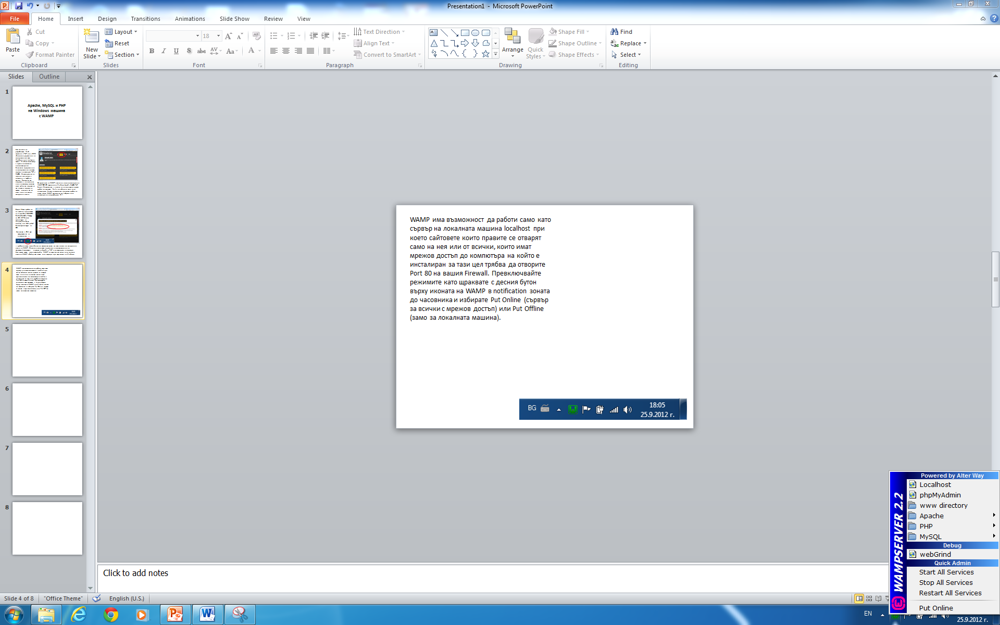 Presentation1 - Microsoft PowerPoint
File Home Insert Design Transitions Animations Slide Show Review View
Paste
Cut
Copy
Format Painter
Clipboard
New Slide
Layout
Reset
Section
Slides
18
Font
Text Direction
Align Text
Convert to SmartArt
Paragraph
Arrange
Quick Styles
Shape Fill
Shape Outline
Shape Effects
Drawing
Find
Replace
Select
Editing
Slides Outline
1
Apache, MySQL и PHP
на Windows машина
с WAMP
2
3
4
5
6
7
8
WAMP има възможност да работи само като
сървър на локалната машина localhost при
което сайтовете които правите се отварят
само на нея или от всички, които имат
мрежов достъп до компютъра на който е
инсталиран за тази цел трябва да отворите
Port 80 на вашия Firewall. Превключвайте
режимите като щраквате с десния бутон
върху иконата на WAMP в notification зоната
до часовника и избирате Put Online (сървър
за всички с мрежов достъп) или Put Offline
(замо за локалната машина).
BG
18:05
25.9.2012 г.
Click to add notes
Slide 4 of 8 "Office Theme" English (U.S.)
WAMPSERVER 2.2
Powered by Alter Way
Localhost
phpMyAdmin
www directory
Apache
PHP
MySQL
Debug
webGrind
Quick Admin
Start All Services
Stop All Services
Restart All Services
Put Online
EN
25.9.2012 г.